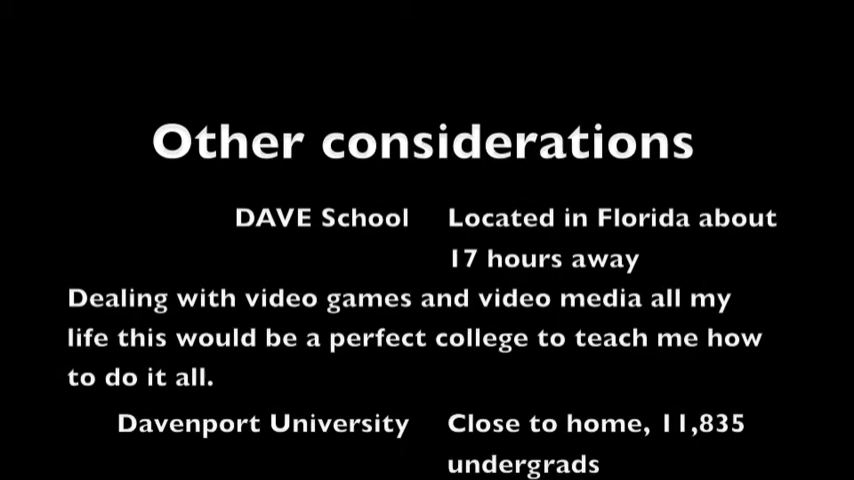 Other considerations
DAVE School Located in Florida about
17 hours away
Dealing with video games and video media all my
life this would be a perfect college to teach me how
to do it all.
Davenport University Close to home, 11,835
undergrads